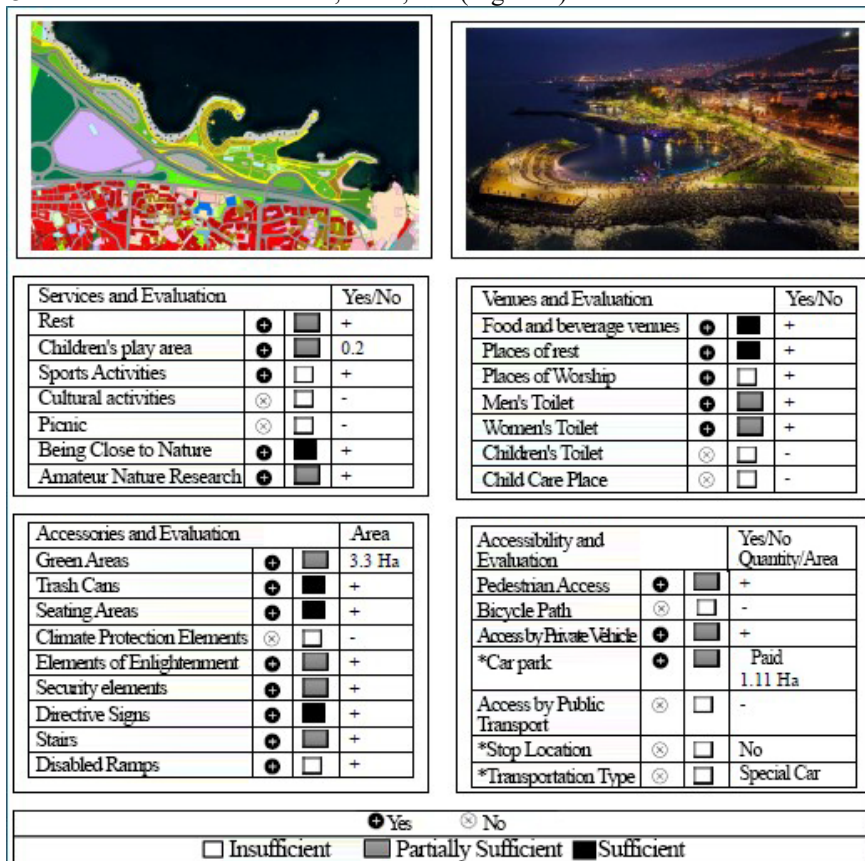 Services and Evaluation Yes/No
Rest +
Children's play area 0.2
Sports Activities +
Cultural activities -
Picnic -
Being Close to Nature +
Amateur Nature Research +
Venues and Evaluation Yes/No
Food and beverage venues +
Places of rest +
Places of Worship +
Men's Toilet +
Women's Toilet +
Children's Toilet -
Child Care Place -
Accessories and Evaluation Area
Green Areas 3.3 Ha
Trash Cans +
Seating Areas +
Climate Protection Elements -
Elements of Enlightenment +
Security elements +
Directive Signs +
Stairs +
Disabled Ramps +
Accessibility and Yes/No
Evaluation Quantity/Area
Pedestrian Access +
Bicycle Path -
Access by Private Vehicle +
*Car park Paid
1.11 Ha
Access by Public -
Transport
*Stop Location No
*Transportation Type Special Car
Yes No
Insufficient Partially Sufficient Sufficient